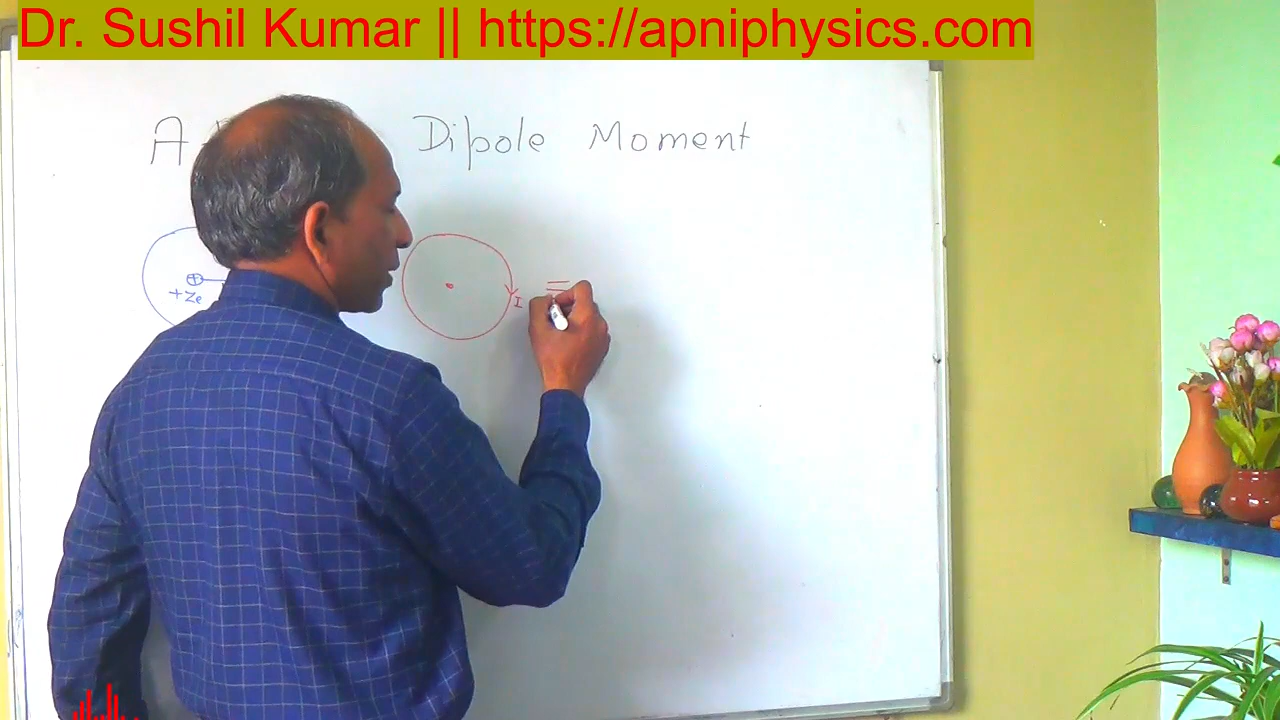 Dr. Sushil Kumar || https://apniphysics.com
A Dipole Moment
+Ze
I =